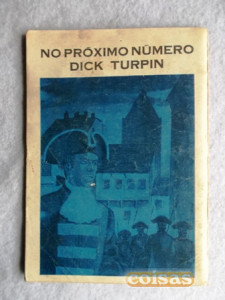 NO PRÓXIMO NÚMERO
DICK TURPIN
coisas